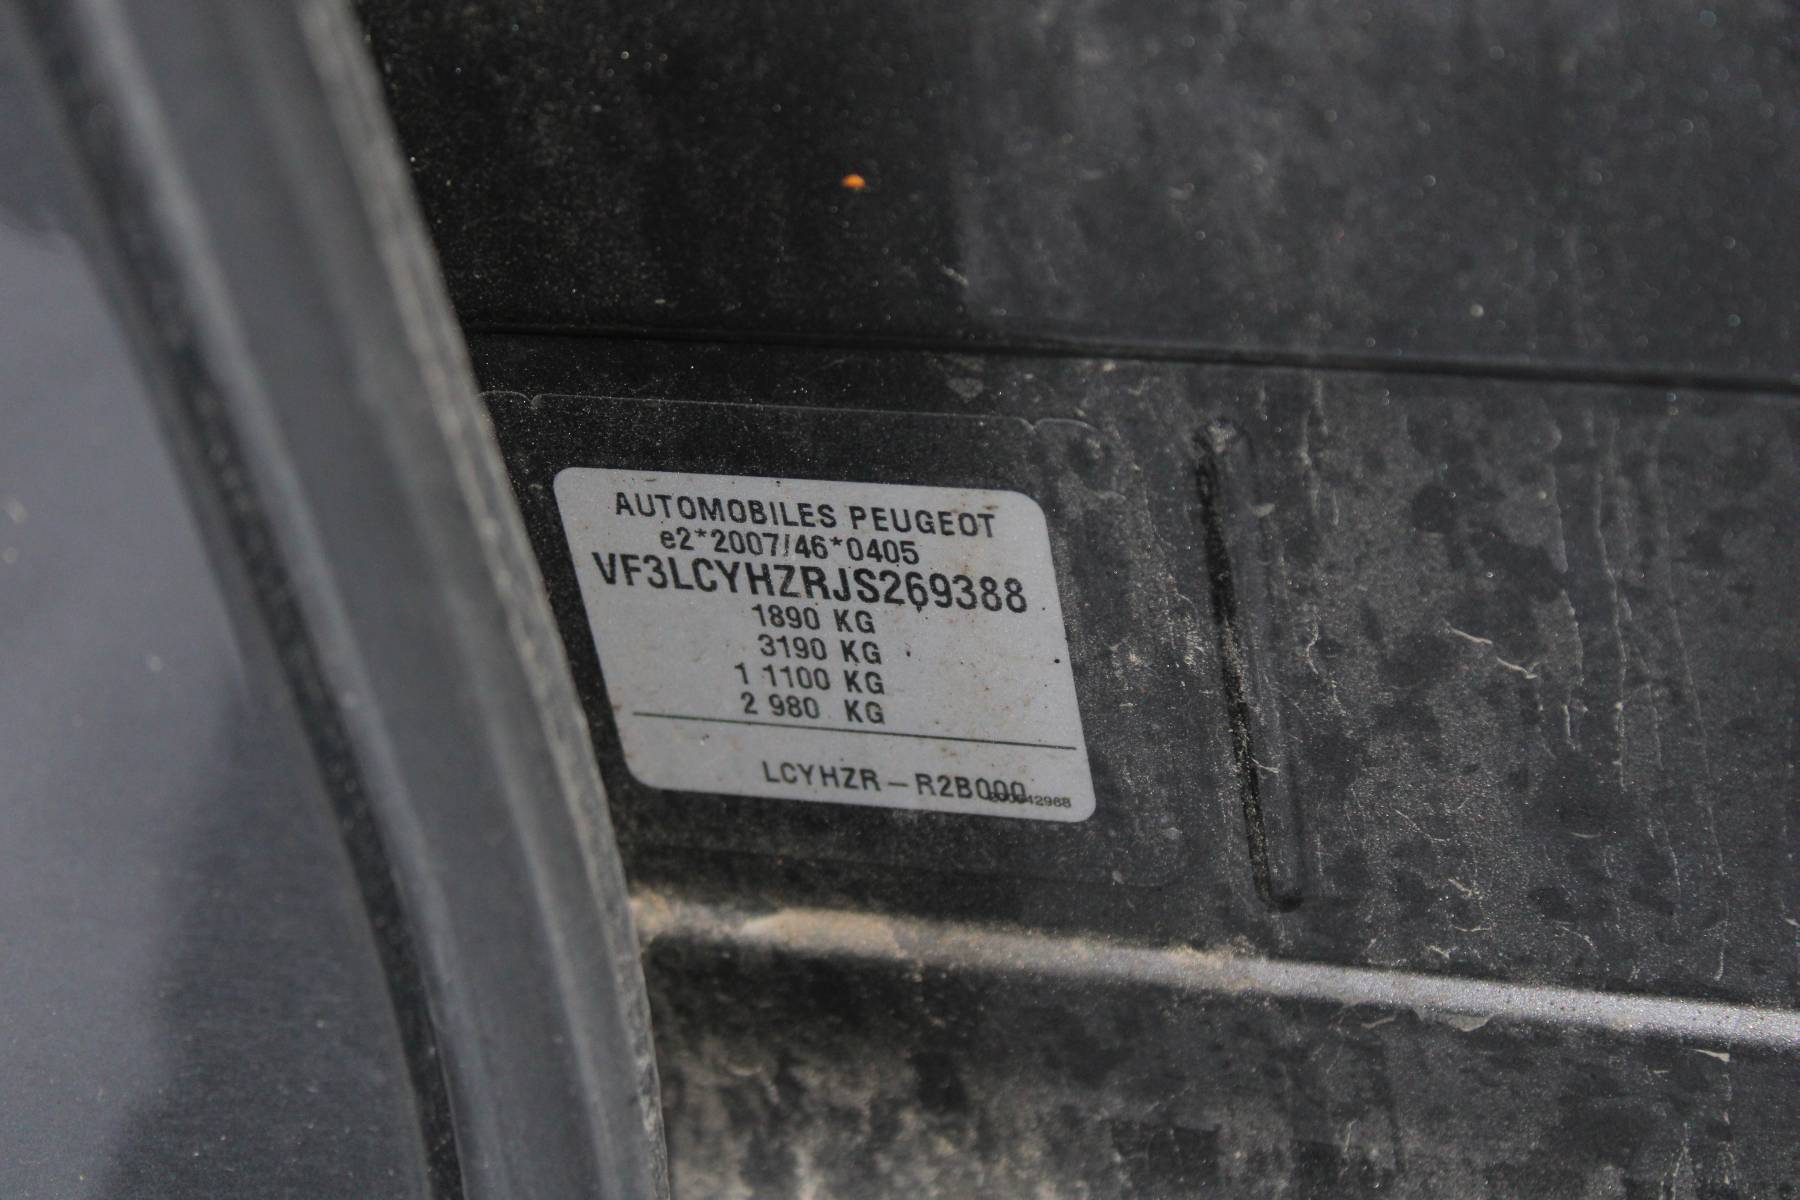 AUTOMOBILES PEUGEOT
e2*2007/46*0405
VF3LCYHZRJS269388
1890 KG
3190 KG
1 1100 KG
2 980 KG
LCYHZR – R2B000